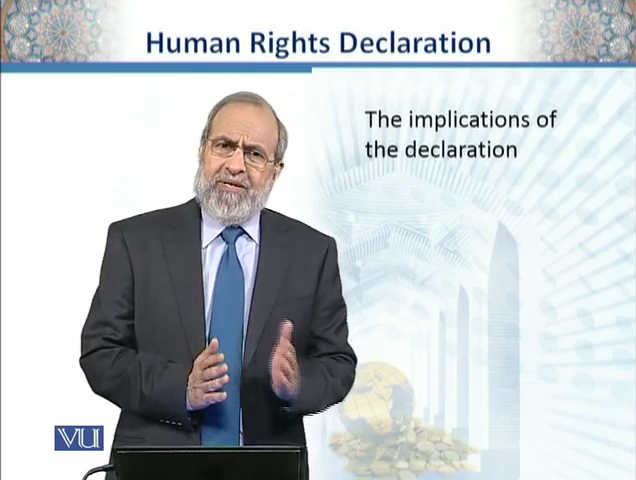 Human Rights Declaration
The implications of
the declaration
VU